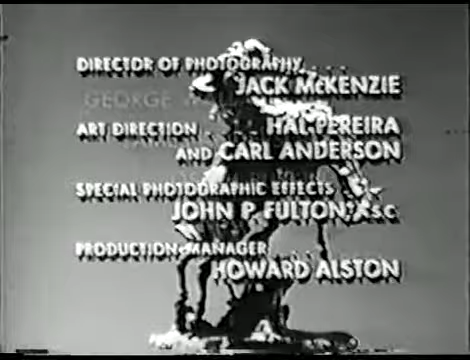 DIRECTOR OF PHOTOGRAPHY
JACK McKENZIE
GEORGE
ART DIRECTION . . . HAL PEREIRA
AND CARL ANDERSON
SPECIAL PHOTOGRAPHIC EFFECTS
JOHN P. FULTON, A.S.C.
PRODUCTION MANAGER
HOWARD ALSTON